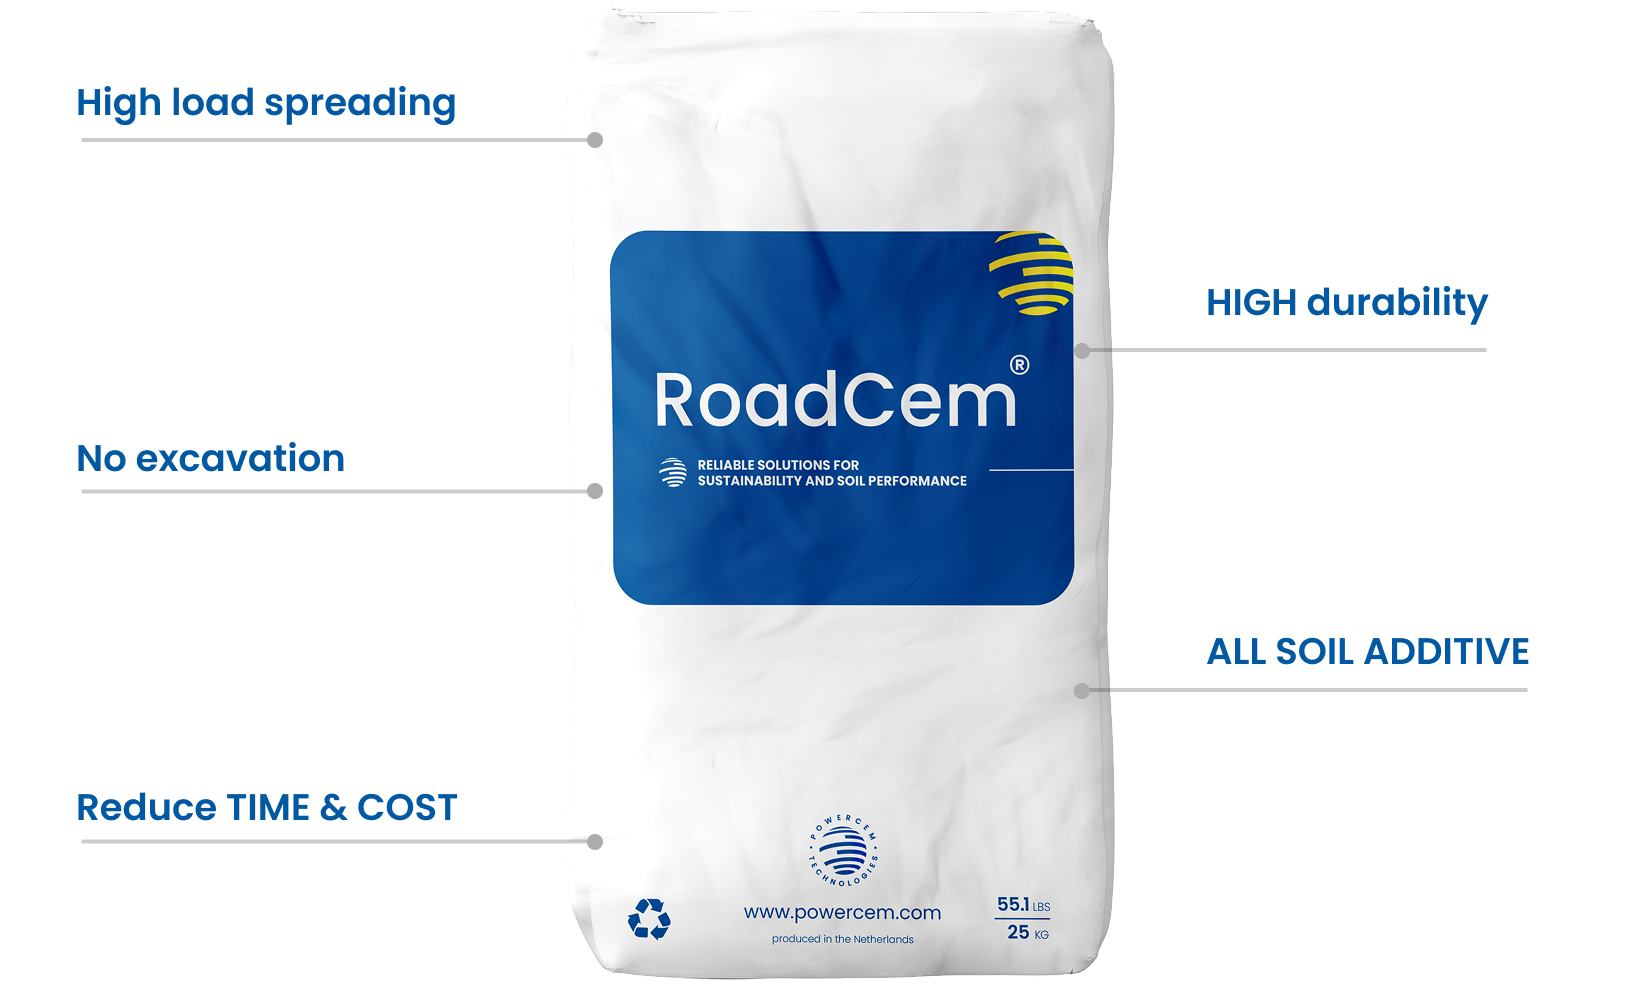 High load spreading
HIGH durability
RoadCem®
No excavation
RELIABLE SOLUTIONS FOR
SUSTAINABILITY AND SOIL PERFORMANCE
ALL SOIL ADDITIVE
Reduce TIME & COST
POWERCEM
TECHNOLOGIES
www.powercem.com
produced in the Netherlands
55.1 LBS
25 KG